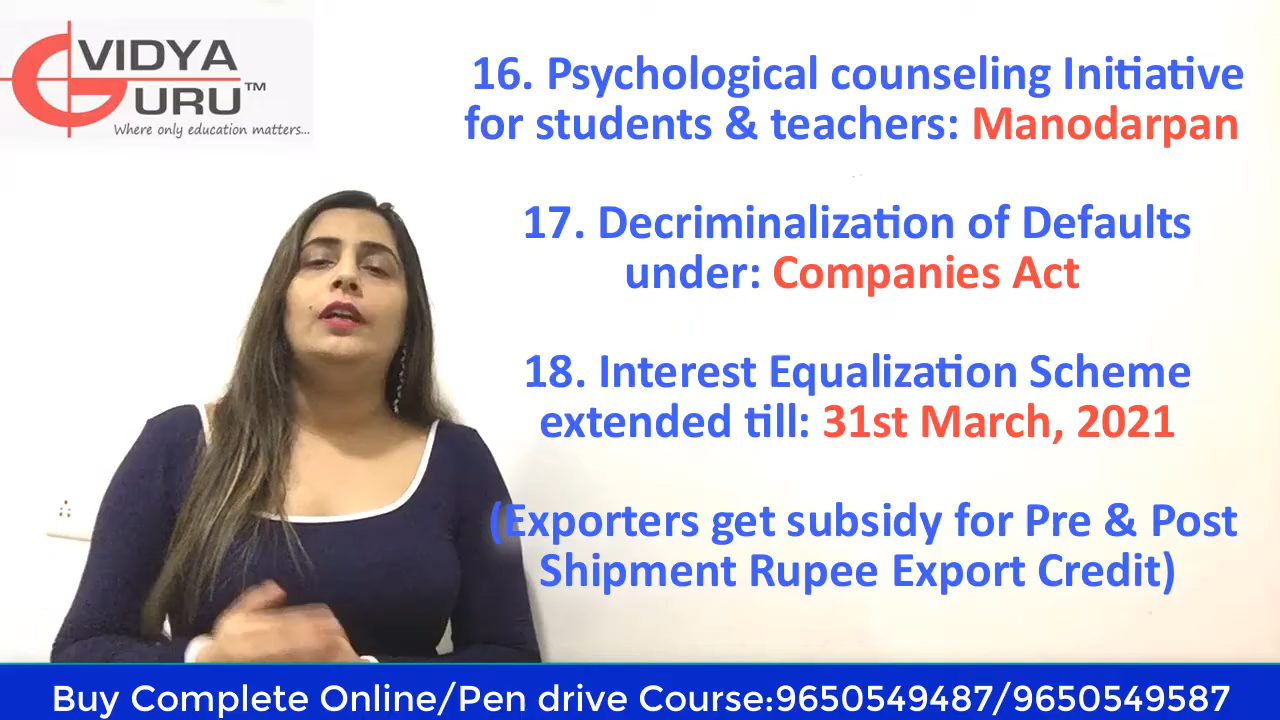 VIDYA
GURU™
Where only education matters...
16. Psychological counseling Initiative
for students & teachers: Manodarpan
17. Decriminalization of Defaults
under: Companies Act
18. Interest Equalization Scheme
extended till: 31st March, 2021
(Exporters get subsidy for Pre & Post
Shipment Rupee Export Credit)
Buy Complete Online/Pen drive Course:9650549487/9650549587